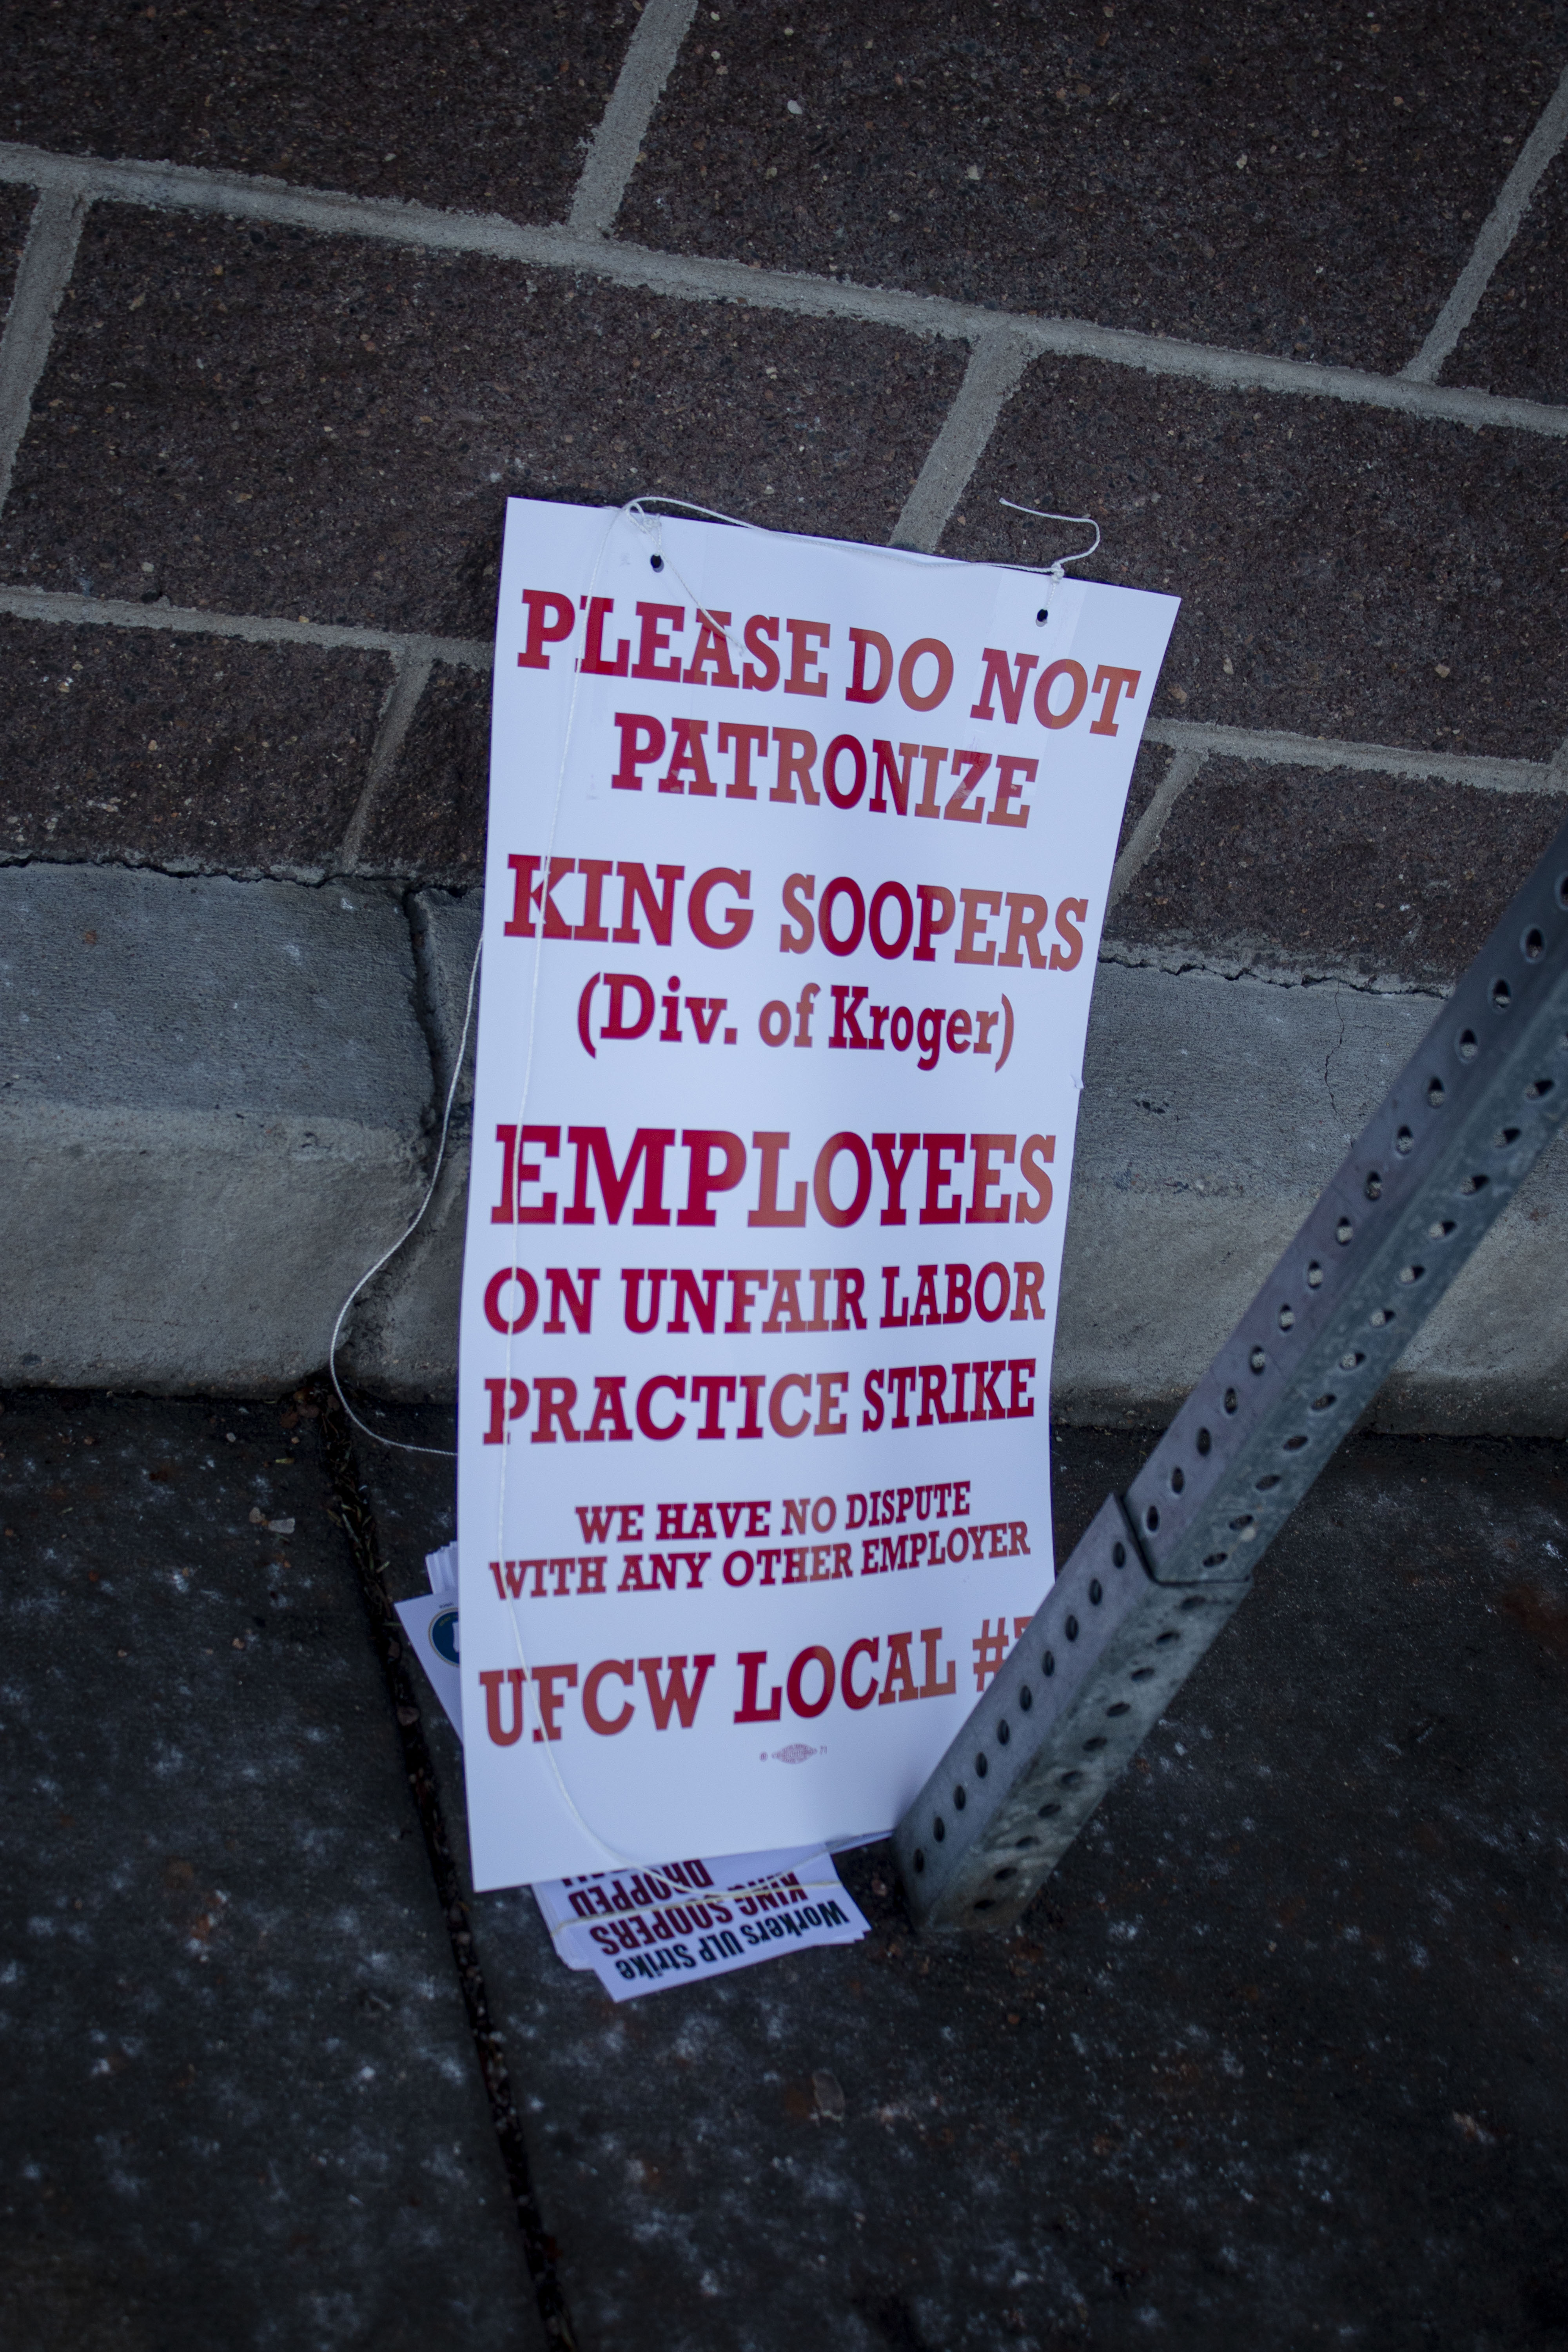 PLEASE DO NOT
PATRONIZE
KING SOOPERS
(Div. of Kroger)
EMPLOYEES
ON UNFAIR LABOR
PRACTICE STRIKE
WE HAVE NO DISPUTE
WITH ANY OTHER EMPLOYER
UFCW LOCAL #
71
Workers ULP Strike
KING SOOPERS
DROPPED